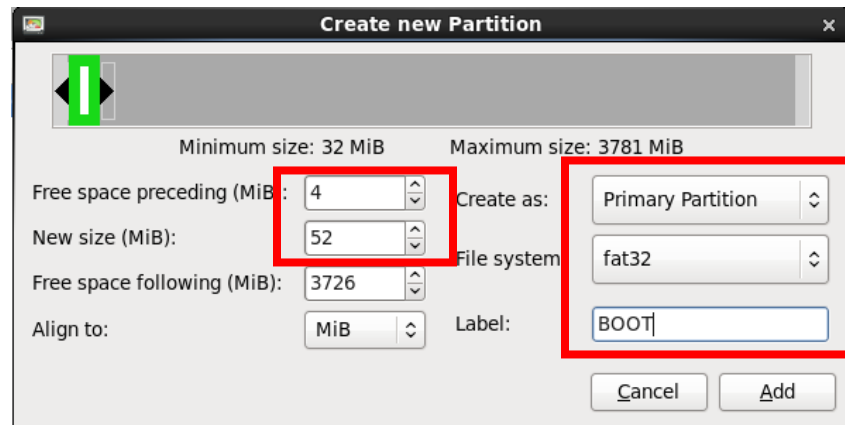 Create new Partition
Minimum size: 32 MiB Maximum size: 3781 MiB
Free space preceding (MiB): 4
Create as: Primary Partition
New size (MiB): 52
File system fat32
Free space following (MiB): 3726
Align to: MiB
Label: BOOT
Cancel Add